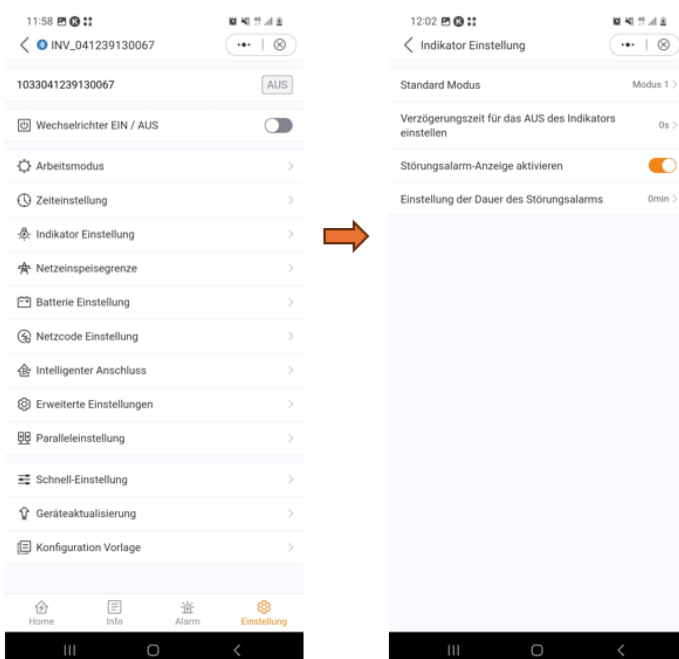 11:58
INV_041239130067
1033041239130067
AUS
Wechselrichter EIN / AUS
Arbeitsmodus
Zeiteinstellung
Indikator Einstellung
Netzeinspeisegrenze
Batterie Einstellung
Netzcode Einstellung
Intelligenter Anschluss
Erweiterte Einstellungen
Paralleleinstellung
Schnell-Einstellung
Geräteaktualisierung
Konfiguration Vorlage
Home Info Alarm Einstellung
12:02
Indikator Einstellung
Standard Modus Modus 1
Verzögerungszeit für das AUS des Indikators
einstellen 0s
Störungsalarm-Anzeige aktivieren
Einstellung der Dauer des Störungsalarms 0min